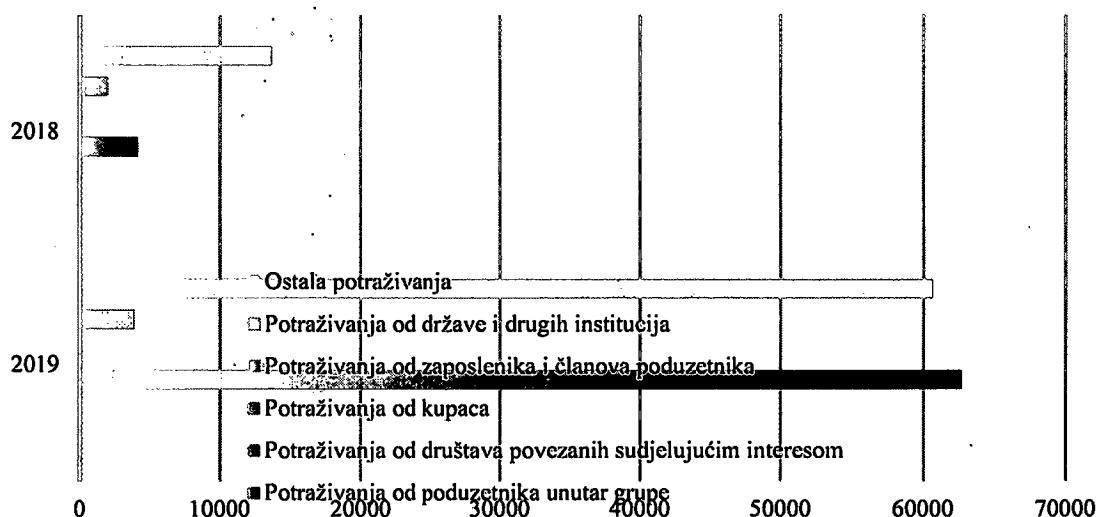 2018
Ostala potraživanja
Potraživanja od države i drugih institucija
2019
Potraživanja od zaposlenika i članova poduzetnika
Potraživanja od kupaca
Potraživanja od društava povezanih sudjelujućim interesom
Potraživanja od poduzetnika unutar grupe
0 10000 20000 30000 40000 50000 60000 70000